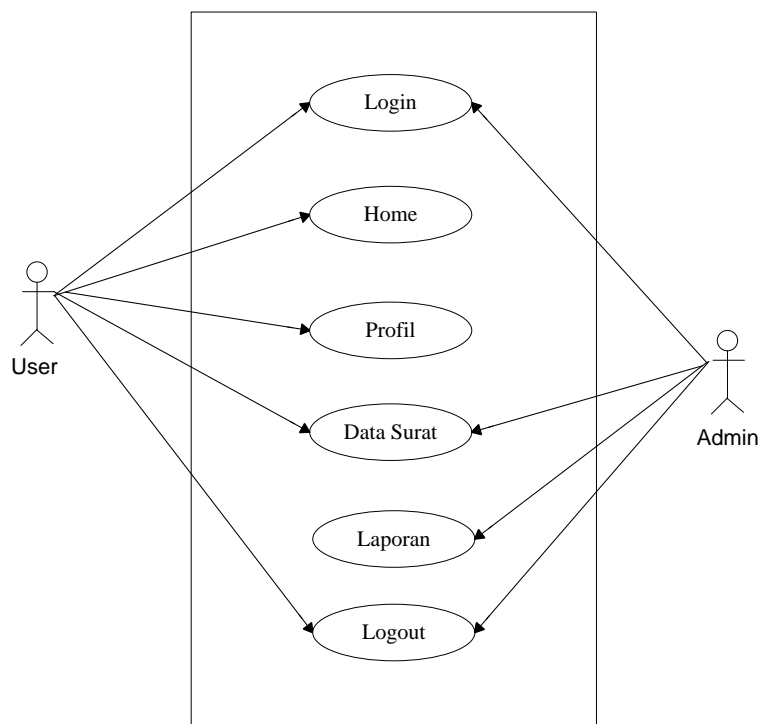 Login
Home
Profil
User
Data Surat
Admin
Laporan
Logout